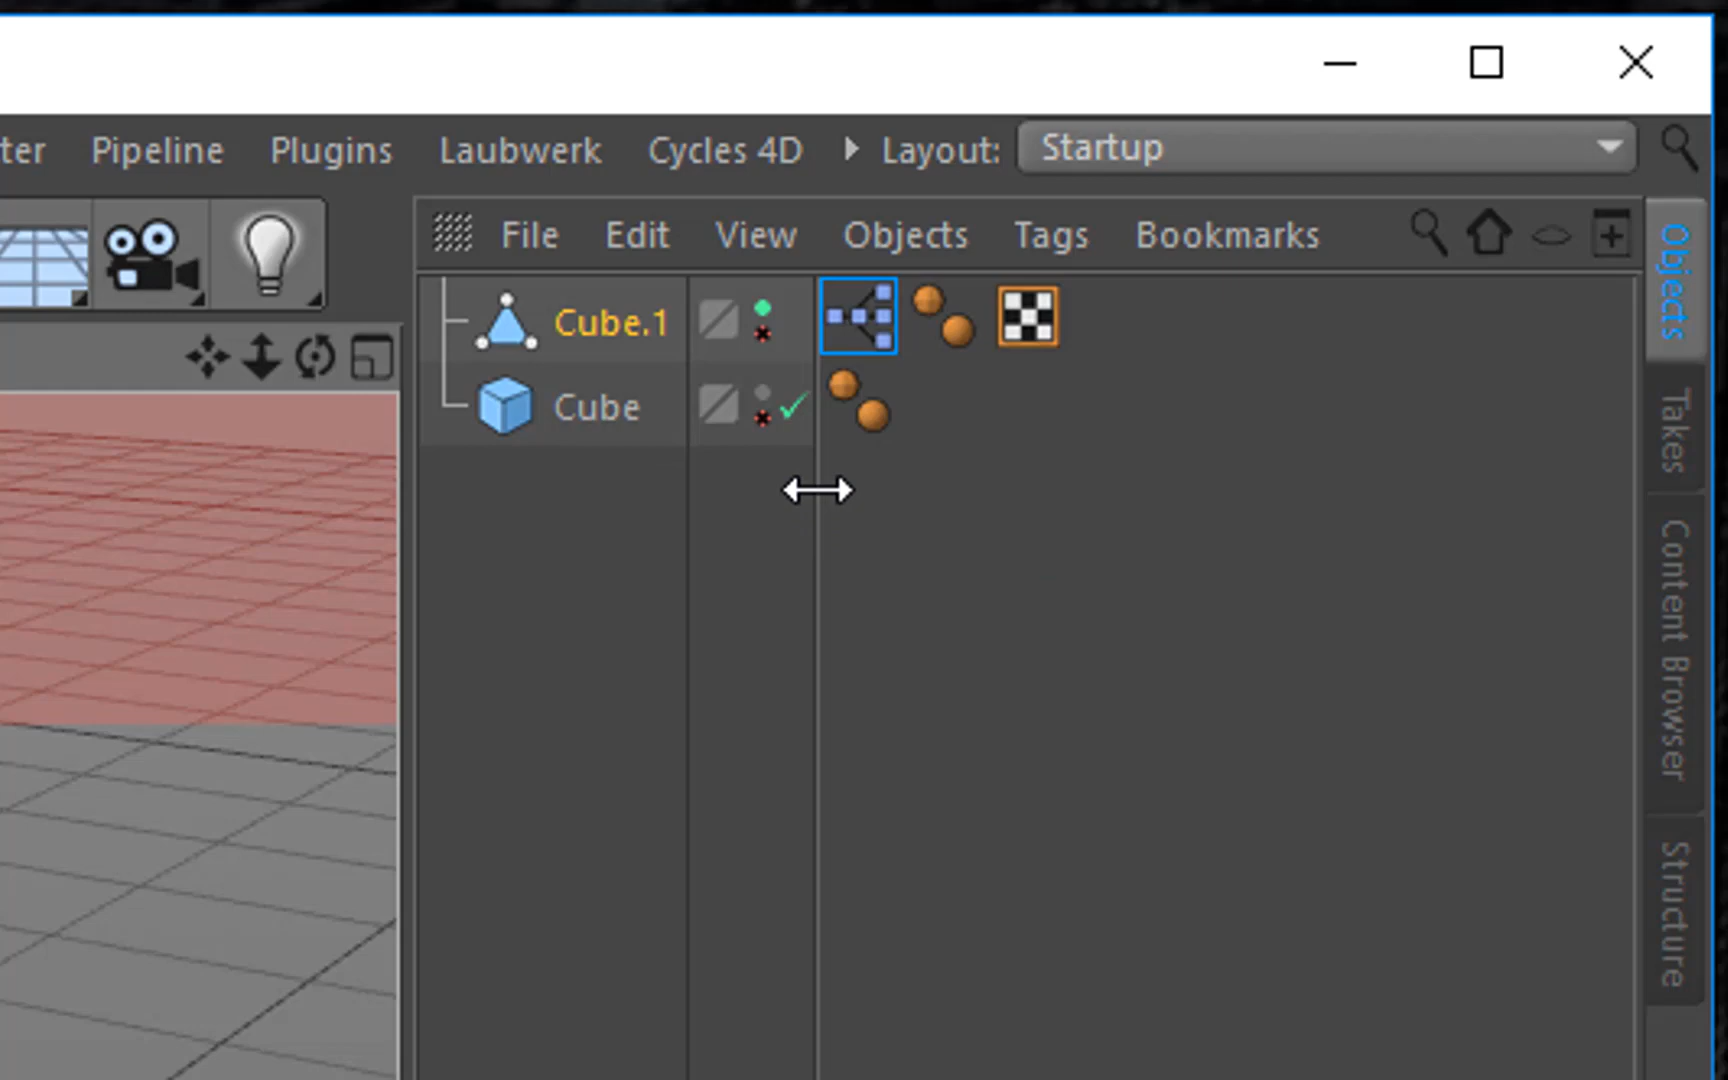 ter Pipeline Plugins Laubwerk Cycles 4D Layout: Startup
File Edit View Objects Tags Bookmarks
Cube.1
Cube
Objects
Takes
Content Browser
Structure